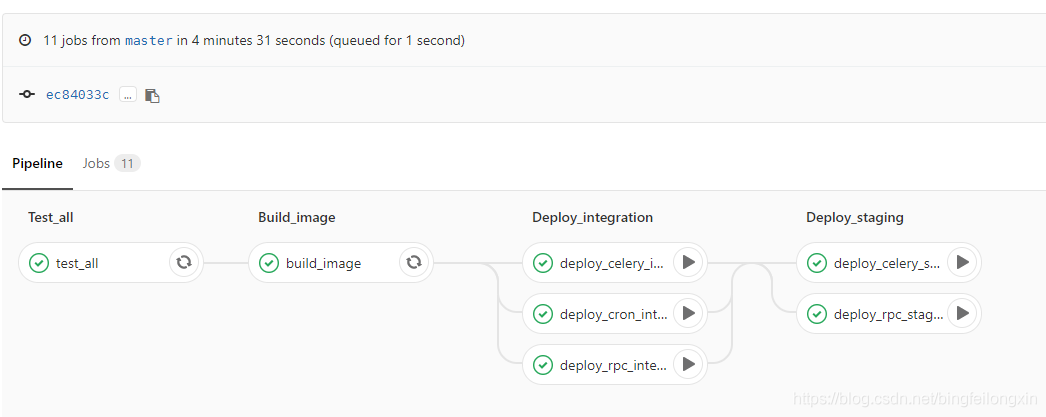 11 jobs from master in 4 minutes 31 seconds (queued for 1 second)
ec84033c ...
Pipeline Jobs 11
Test_all Build_image Deploy_integration Deploy_staging
test_all build_image deploy_celery_i... deploy_celery_s...
deploy_cron_int... deploy_rpc_stag...
deploy_rpc_inte...
https://blog.csdn.net/bingfeilongxin